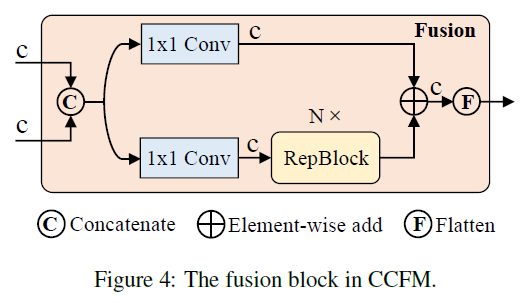 Fusion
C
1x1 Conv
C
C
N ×
C
C
F
1x1 Conv
C
RepBlock
C Concatenate Element-wise add F Flatten
Figure 4: The fusion block in CCFM.